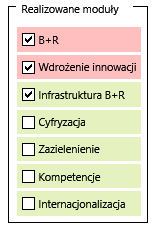 Realizowane moduły
B+R
Wdrożenie innowacji
Infrastruktura B+R
Cyfryzacja
Zazielenienie
Kompetencje
Internacjonalizacja